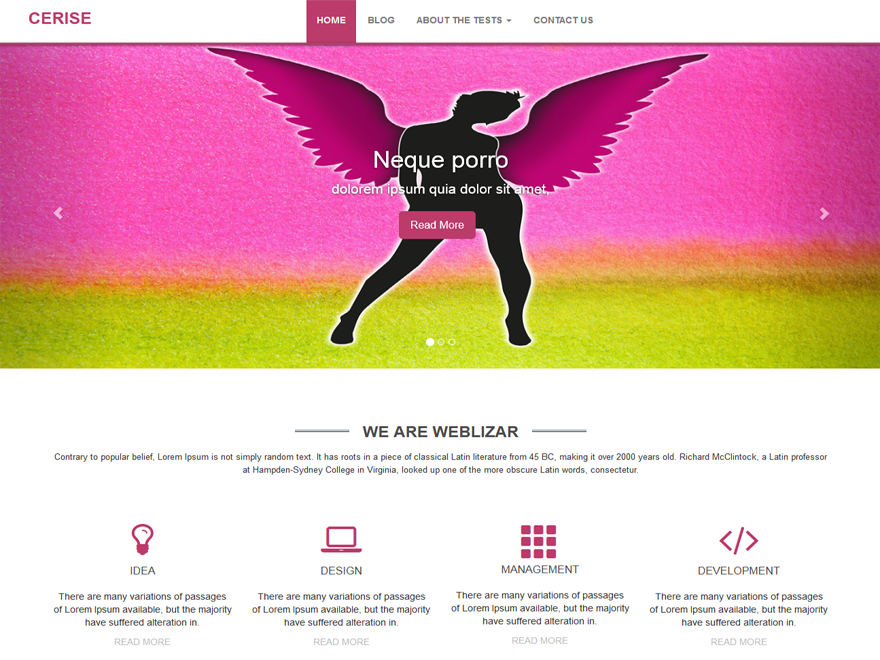 CERISE
HOME BLOG ABOUT THE TESTS CONTACT US
Neque porro
dolorem ipsum quia dolor sit amet,
Read More
WE ARE WEBLIZAR
Contrary to popular belief, Lorem Ipsum is not simply random text. It has roots in a piece of classical Latin literature from 45 BC, making it over 2000 years old. Richard McClintock, a Latin professor
at Hampden-Sydney College in Virginia, looked up one of the more obscure Latin words, consectetur.
IDEA
There are many variations of passages
of Lorem Ipsum available, but the majority
have suffered alteration in.
READ MORE
DESIGN
There are many variations of passages
of Lorem Ipsum available, but the majority
have suffered alteration in.
READ MORE
MANAGEMENT
There are many variations of passages
of Lorem Ipsum available, but the majority
have suffered alteration in.
READ MORE
DEVELOPMENT
There are many variations of passages
of Lorem Ipsum available, but the majority
have suffered alteration in.
READ MORE